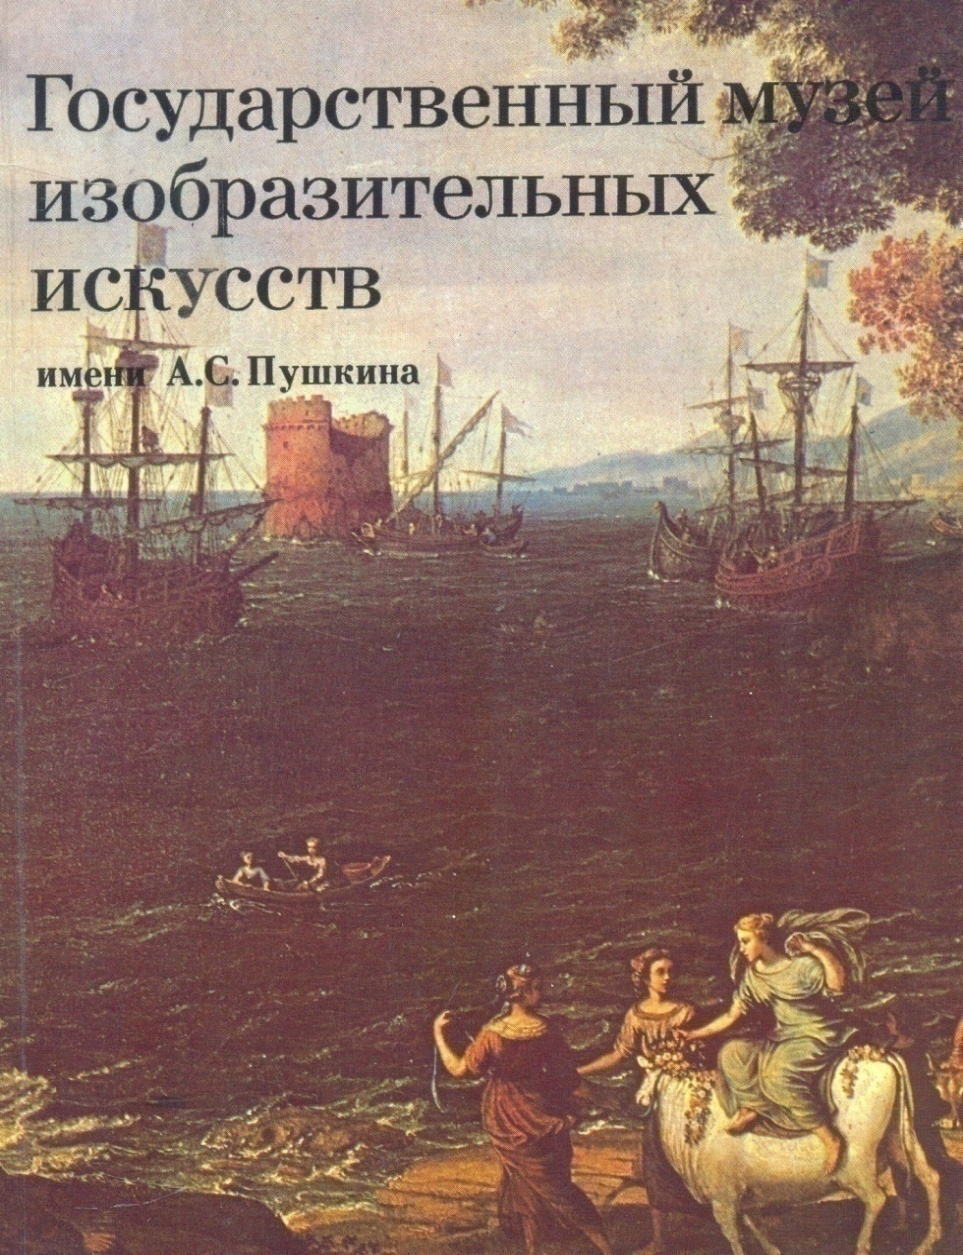 Государственный музей
изобразительных
искусств
имени А.С.Пушкина